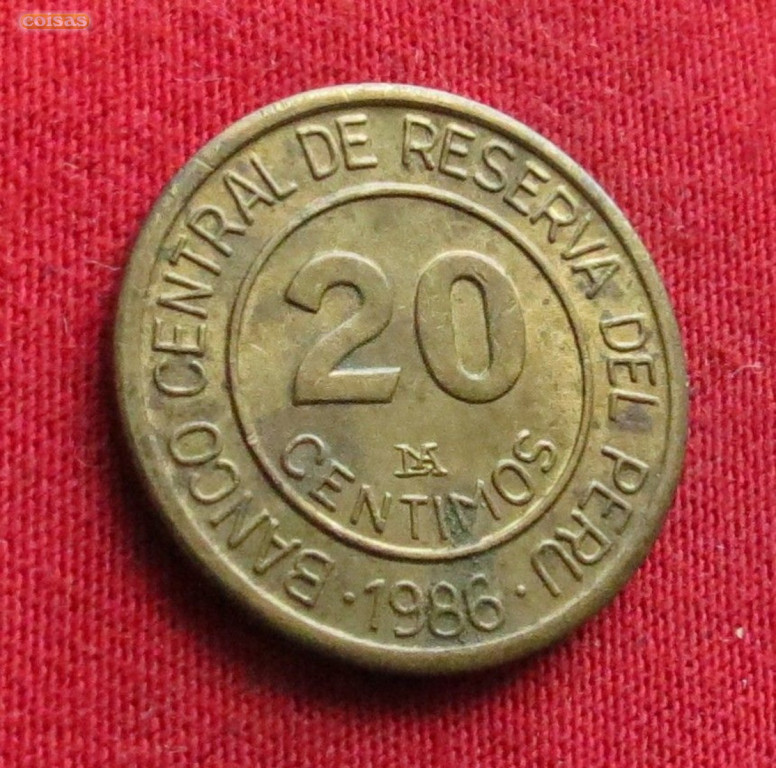 coisas
BANCO CENTRAL DE RESERVA DEL PERU
20
CENTIMOS
· 1986 ·